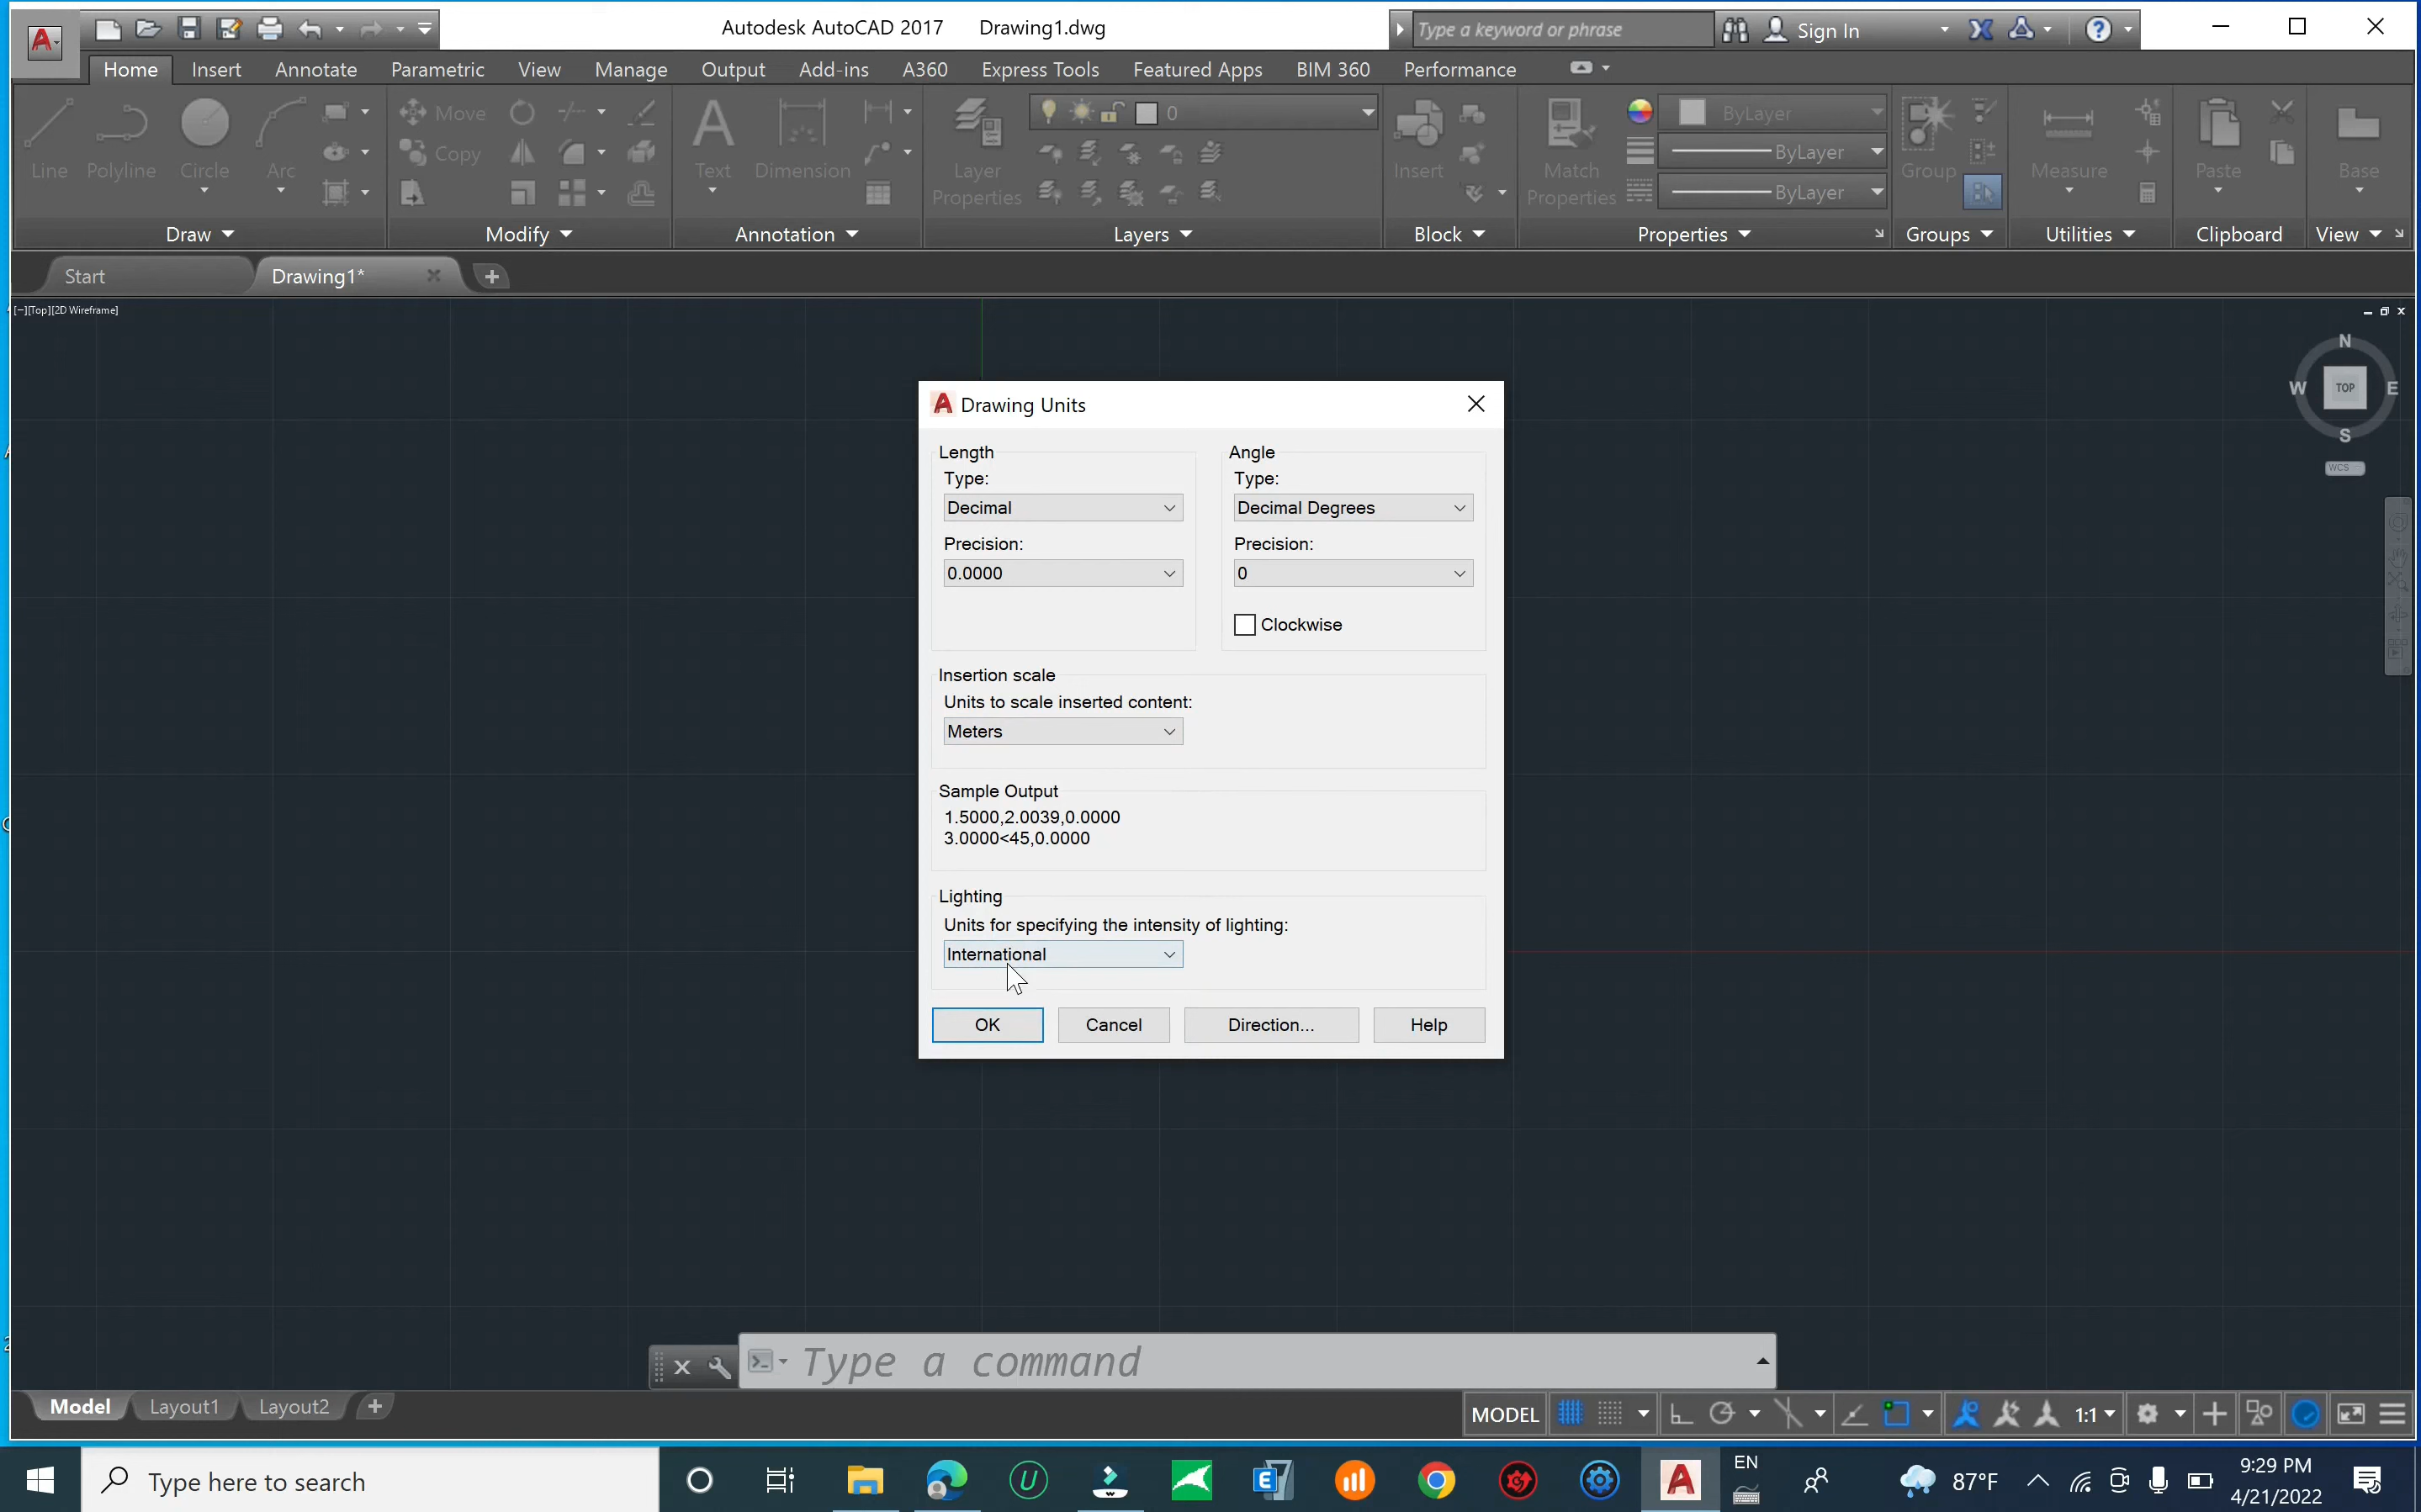 Autodesk AutoCAD 2017 Drawing1.dwg
Type a keyword or phrase
Sign In
Home Insert Annotate Parametric View Manage Output Add-ins A360 Express Tools Featured Apps BIM 360 Performance
Line Polyline Circle Arc
Move
Copy
Text Dimension
Layer Properties
0
Insert
Match Properties
ByLayer
ByLayer
ByLayer
Group
Measure
Paste
Base
Draw Modify Annotation Layers Block Properties Groups Utilities Clipboard View
Start Drawing1*
[−][Top][2D Wireframe]
N
W TOP E
S
WCS
Drawing Units
Length
Type:
Decimal
Precision:
0.0000
Angle
Type:
Decimal Degrees
Precision:
0
Clockwise
Insertion scale
Units to scale inserted content:
Meters
Sample Output
1.5000,2.0039,0.0000
3.0000<45,0.0000
Lighting
Units for specifying the intensity of lighting:
International
OK Cancel Direction... Help
Type a command
Model Layout1 Layout2
MODEL 1:1
Type here to search
EN
87°F
9:29 PM
4/21/2022